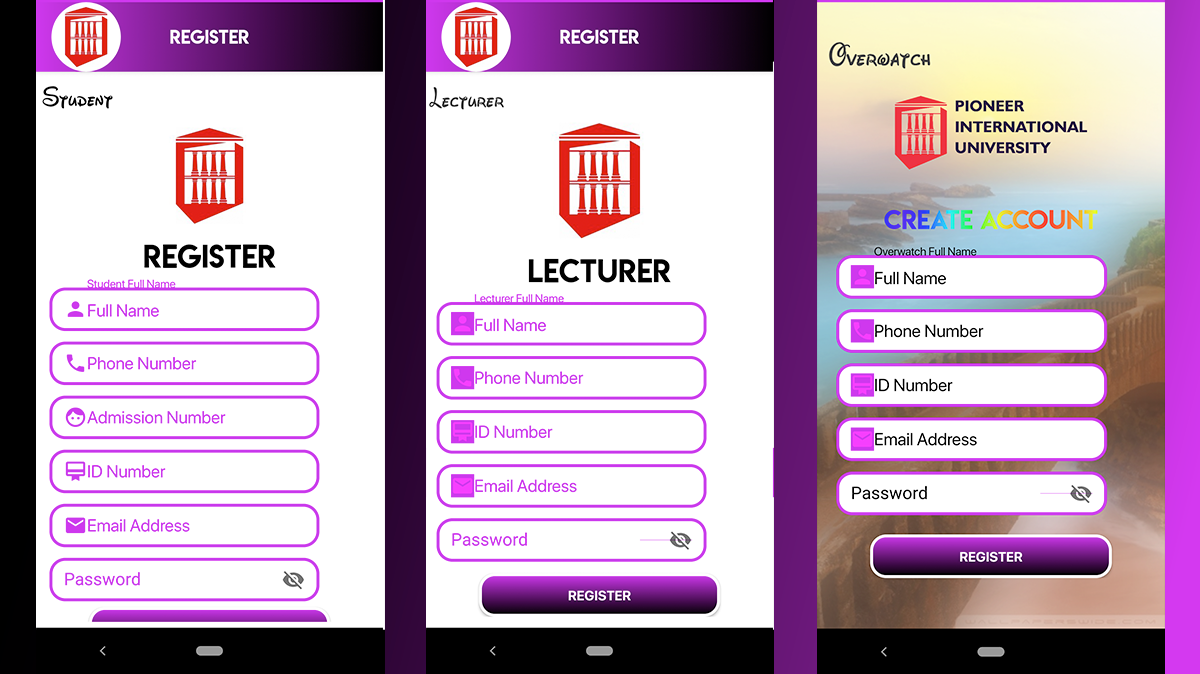 REGISTER
Student
REGISTER
Student Full Name
Full Name
Phone Number
Admission Number
ID Number
Email Address
Password
REGISTER
Lecturer
LECTURER
Lecturer Full Name
Full Name
Phone Number
ID Number
Email Address
Password
REGISTER
Overwatch
PIONEER
INTERNATIONAL
UNIVERSITY
CREATE ACCOUNT
Overwatch Full Name
Full Name
Phone Number
ID Number
Email Address
Password
REGISTER